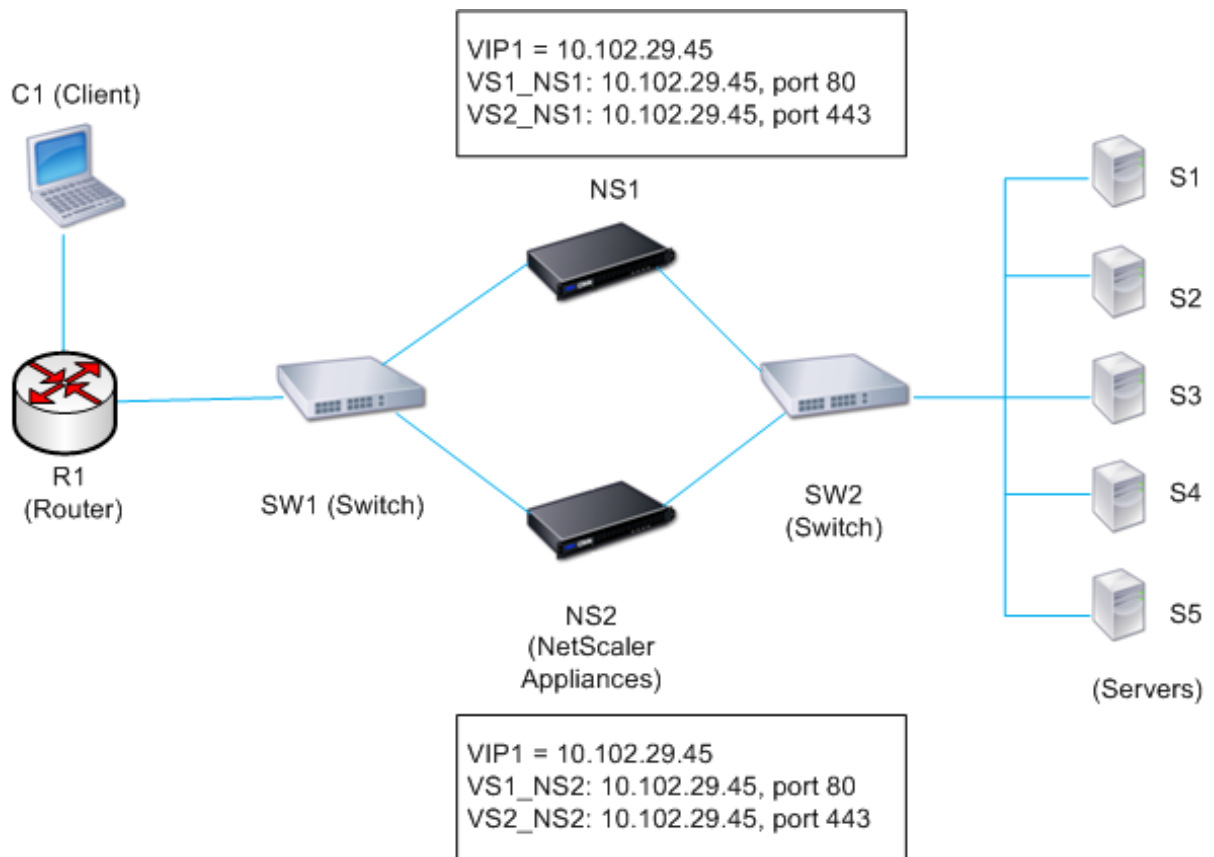 VIP1 = 10.102.29.45
VS1_NS1: 10.102.29.45, port 80
VS2_NS1: 10.102.29.45, port 443
C1 (Client)
NS1
S1
S2
S3
S4
S5
(Servers)
R1
(Router)
SW1 (Switch)
SW2
(Switch)
NS2
(NetScaler
Appliances)
VIP1 = 10.102.29.45
VS1_NS2: 10.102.29.45, port 80
VS2_NS2: 10.102.29.45, port 443